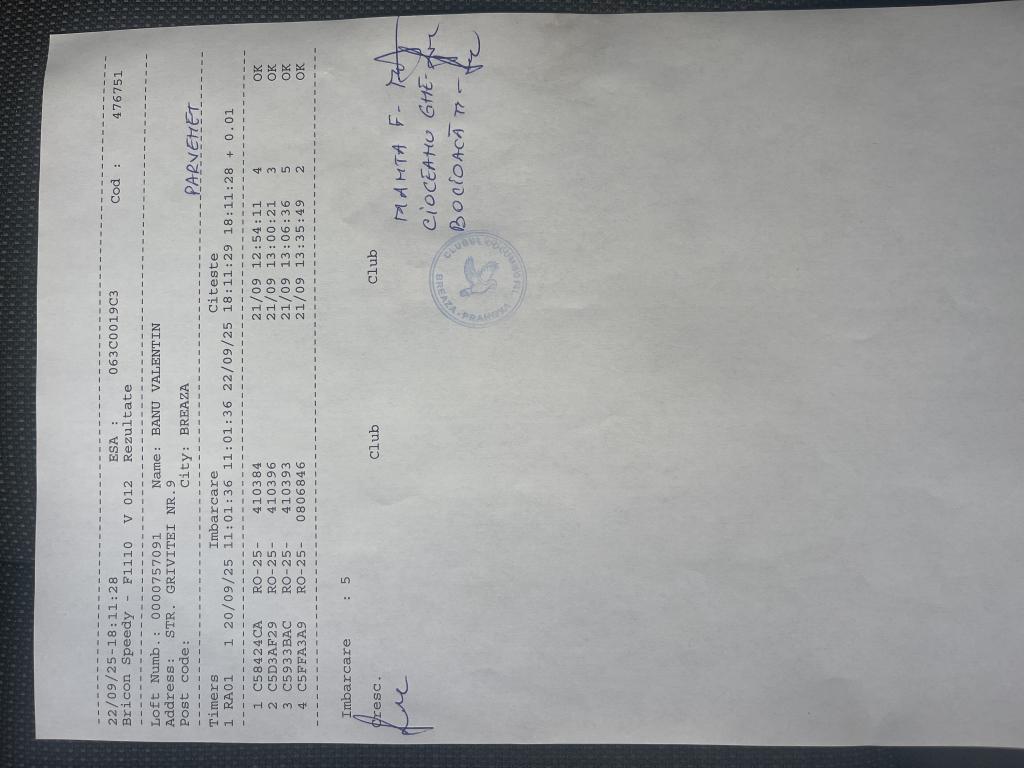 22/09/25-18:11:28 ESA : 063C0019C3 Cod : 476751
Bricon Speedy - F1110 V 012 Rezultate
Loft Numb.: 0000757091 Name: BANU VALENTIN
Address: STR. GRIVITEI NR.9
Post code: City: BREAZA
PARVENET
Timers Imbarcare Citeste
1 RA01 1 20/09/25 11:01:36 11:01:36 22/09/25 18:11:29 18:11:28 + 0.01
1 C58424CA RO-25- 410384 21/09 12:54:11 4 OK
2 C5D3AF29 RO-25- 410396 21/09 13:00:21 3 OK
3 C5933BAC RO-25- 410393 21/09 13:06:36 5 OK
4 C5FFA3A9 RO-25- 0806846 21/09 13:35:49 2 OK
Imbarcare : 5
Cresc. Club Club
MANTA F-
CIOCEANU GHE-
BOCIOACĂ
BREAZA-PRAHOVA